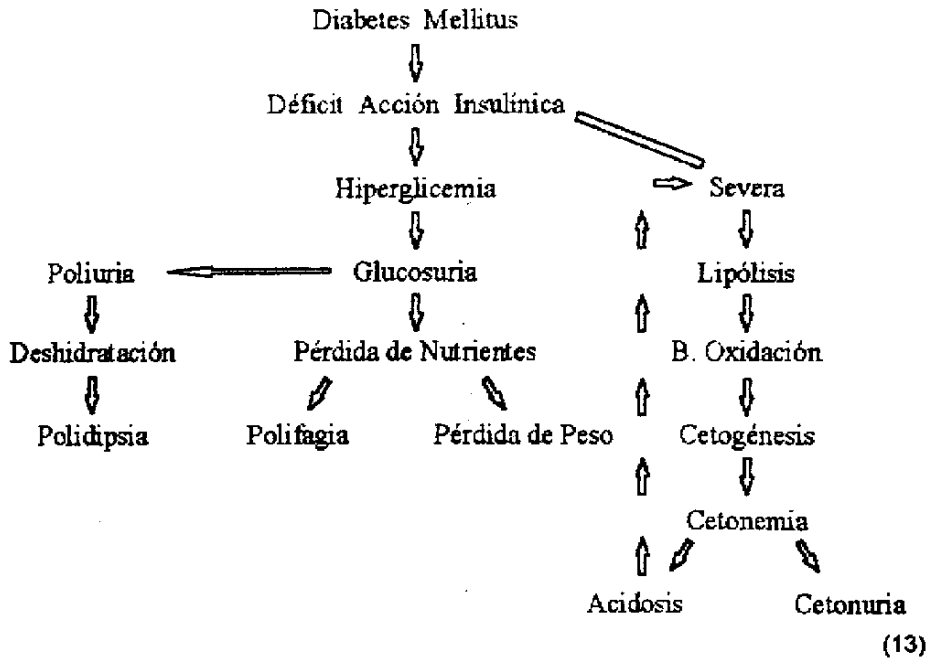 Diabetes Mellitus
Déficit Acción Insulínica
Hiperglicemia
Severa
Poliuria
Glucosuria
Lipólisis
Deshidratación
Pérdida de Nutrientes
B. Oxidación
Polidipsia
Polifagia
Pérdida de Peso
Cetogénesis
Cetonemia
Acidosis
Cetonuria
(13)